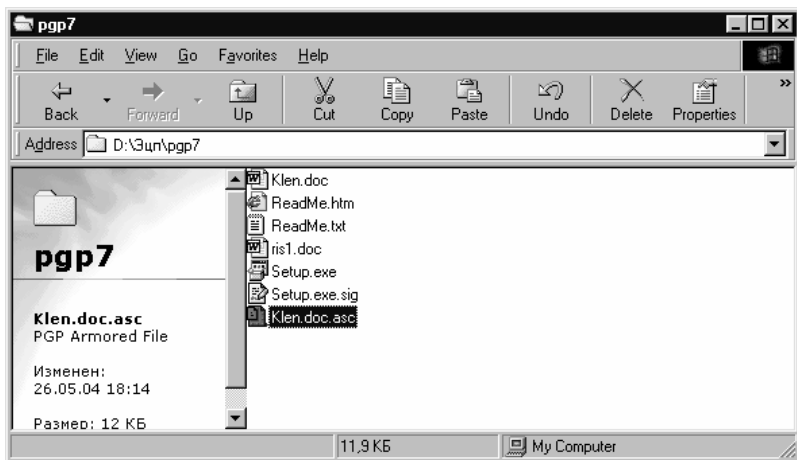 pgp7
File Edit View Go Favorites Help
Back Forward Up Cut Copy Paste Undo Delete Properties »
Address D:\Эцп\pgp7
pgp7
Klen.doc.asc
PGP Armored File
Изменен:
26.05.04 18:14
Размер: 12 КБ
Klen.doc
ReadMe.htm
ReadMe.txt
ris1.doc
Setup.exe
Setup.exe.sig
Klen.doc.asc
11,9 КБ My Computer